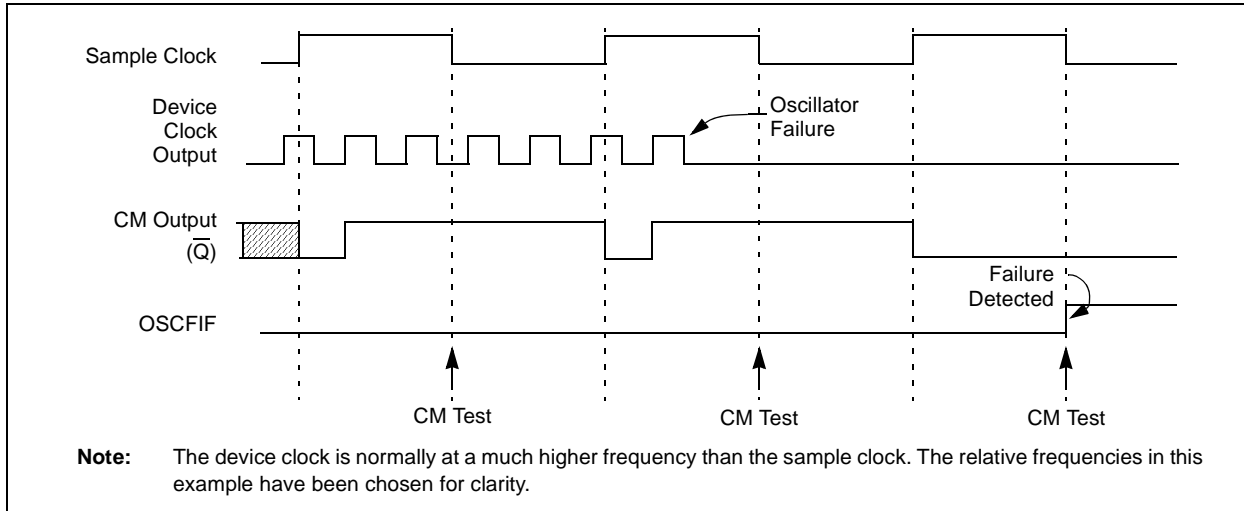 Sample Clock
Device
Clock
Output
Oscillator
Failure
CM Output
(Q̅)
Failure
Detected
OSCFIF
CM Test
CM Test
CM Test
Note: The device clock is normally at a much higher frequency than the sample clock. The relative frequencies in this
example have been chosen for clarity.